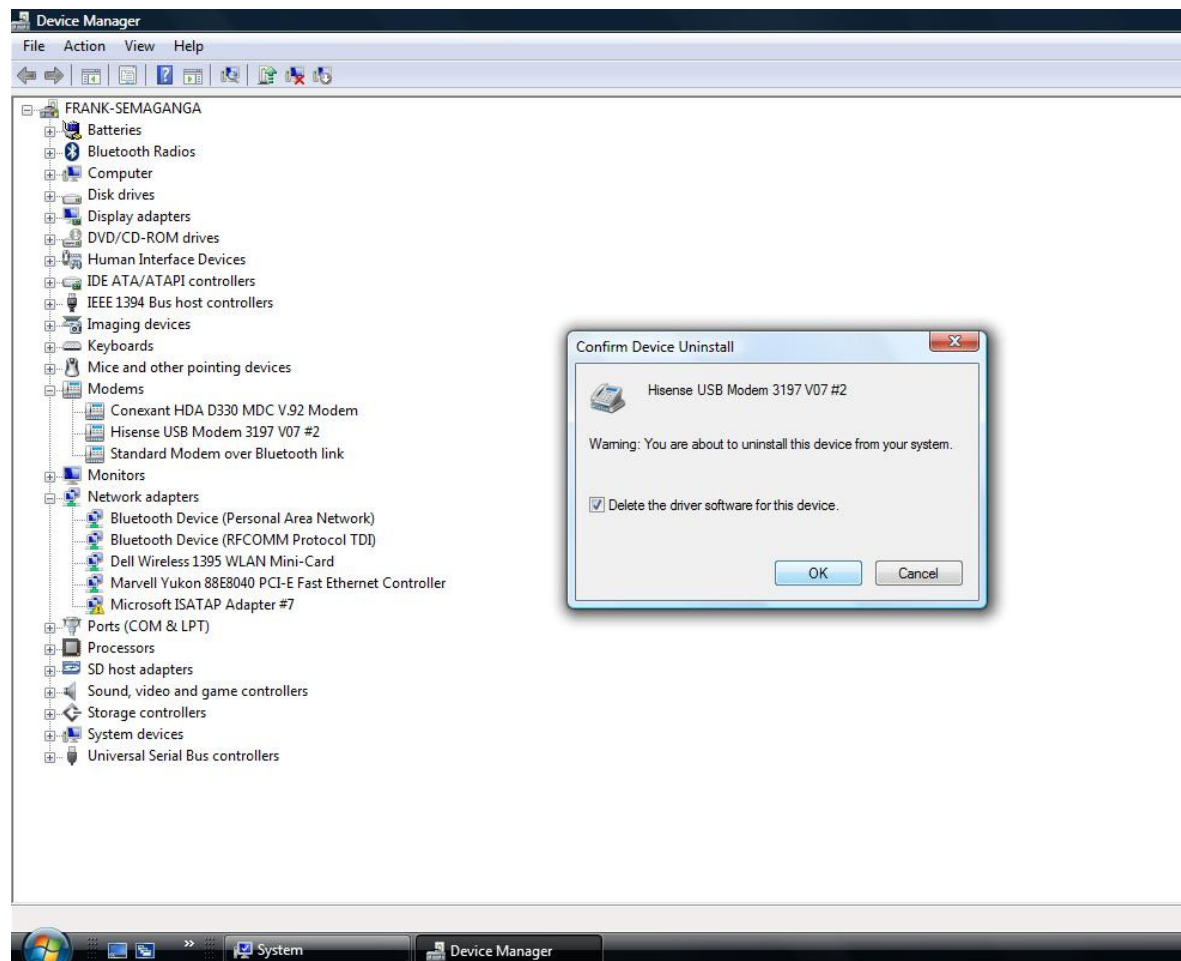 Device Manager
File Action View Help
FRANK-SEMAGANGA
Batteries
Bluetooth Radios
Computer
Disk drives
Display adapters
DVD/CD-ROM drives
Human Interface Devices
IDE ATA/ATAPI controllers
IEEE 1394 Bus host controllers
Imaging devices
Keyboards
Mice and other pointing devices
Modems
Conexant HDA D330 MDC V.92 Modem
Hisense USB Modem 3197 V07 #2
Standard Modem over Bluetooth link
Monitors
Network adapters
Bluetooth Device (Personal Area Network)
Bluetooth Device (RFCOMM Protocol TDI)
Dell Wireless 1395 WLAN Mini-Card
Marvell Yukon 88E8040 PCI-E Fast Ethernet Controller
Microsoft ISATAP Adapter #7
Ports (COM & LPT)
Processors
SD host adapters
Sound, video and game controllers
Storage controllers
System devices
Universal Serial Bus controllers
Confirm Device Uninstall
Hisense USB Modem 3197 V07 #2
Warning: You are about to uninstall this device from your system.
Delete the driver software for this device.
OK Cancel
System Device Manager